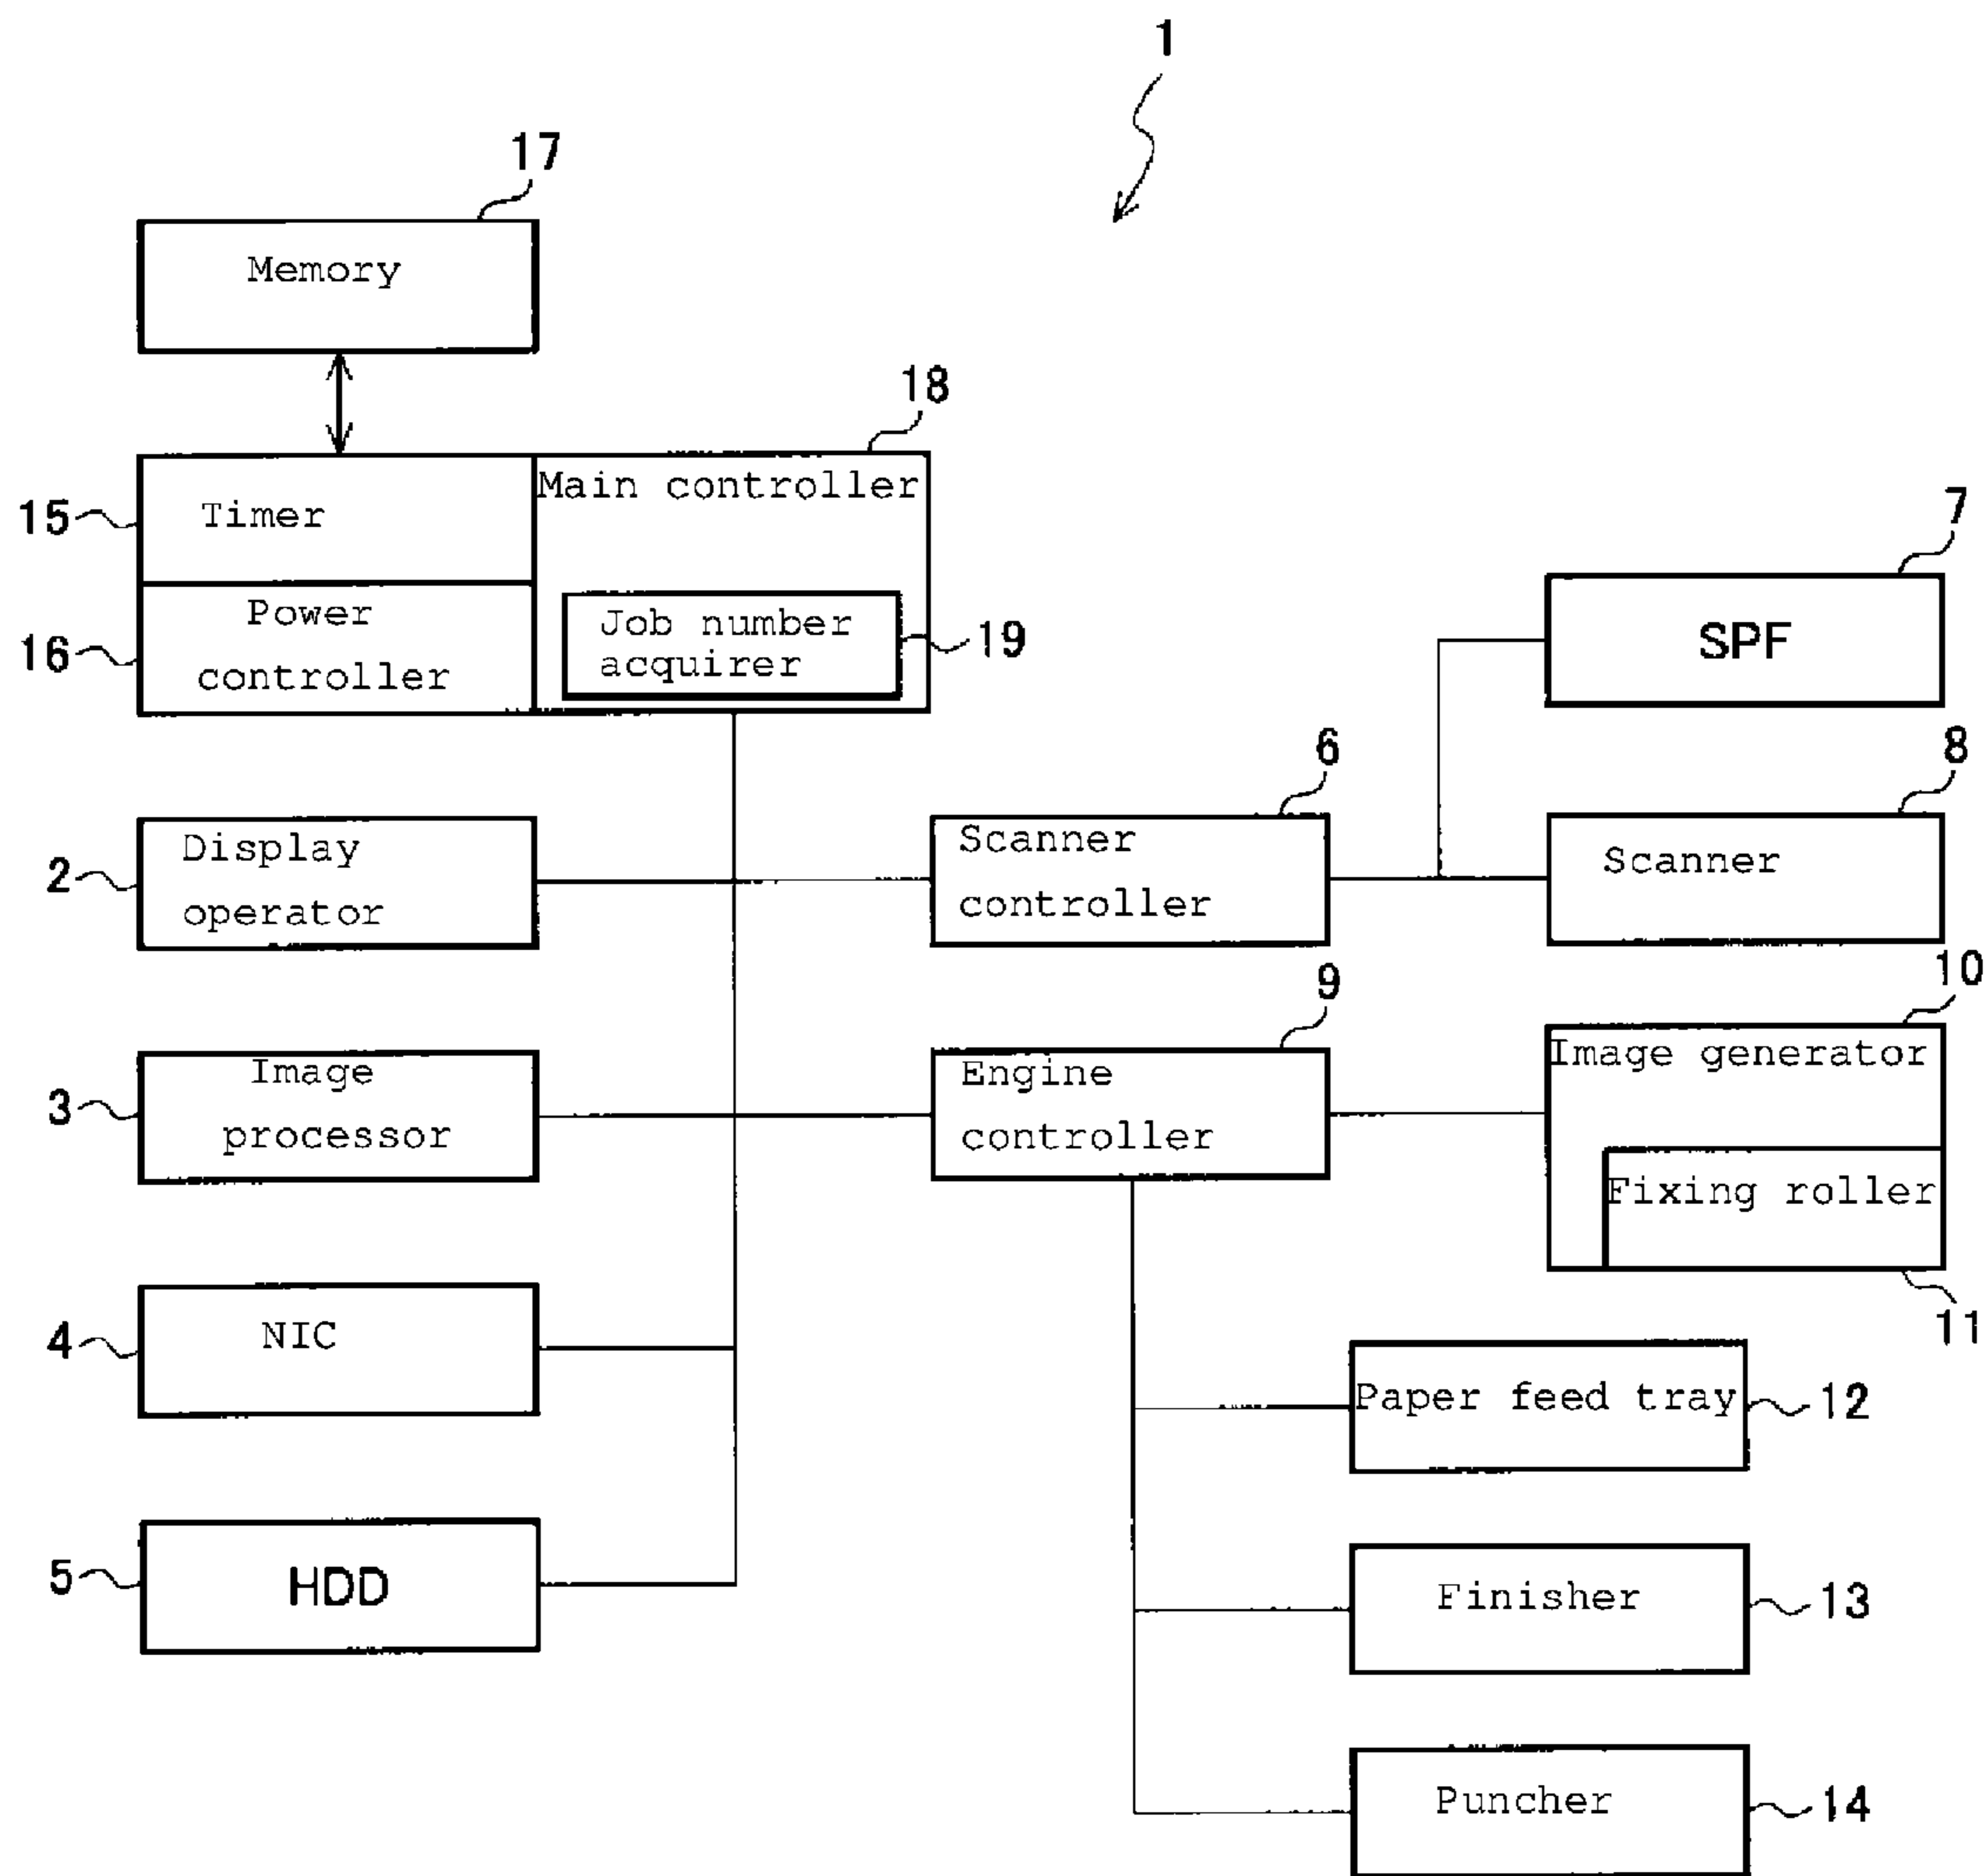 1
17
Memory
18
15
Timer
Main controller
16
Power
controller
Job number
acquirer
19
7
SPF
6
8
2
Display
operator
Scanner
controller
Scanner
9
10
3
Image
processor
Engine
controller
Image generator
Fixing roller
11
4
NIC
Paper feed tray
12
5
HDD
Finisher
13
Puncher
14